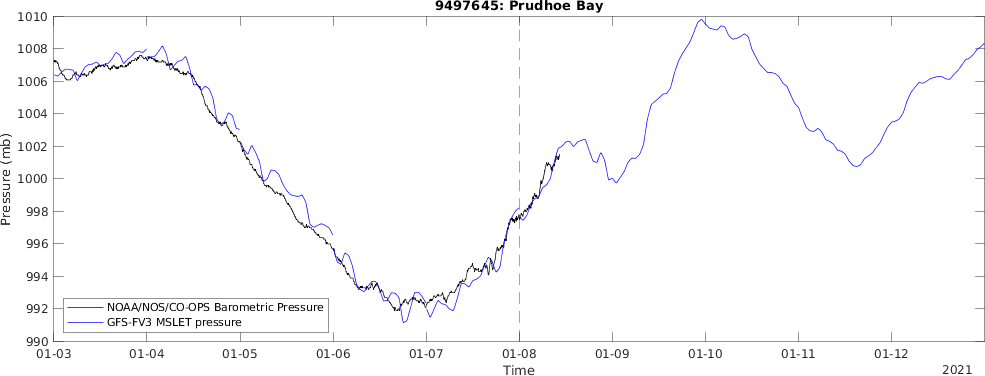 9497645: Prudhoe Bay
1010
1008
1006
1004
1002
1000
998
996
994
992
990
Pressure (mb)
NOAA/NOS/CO-OPS Barometric Pressure
GFS-FV3 MSLET pressure
01-03 01-04 01-05 01-06 01-07 01-08 01-09 01-10 01-11 01-12
Time
2021